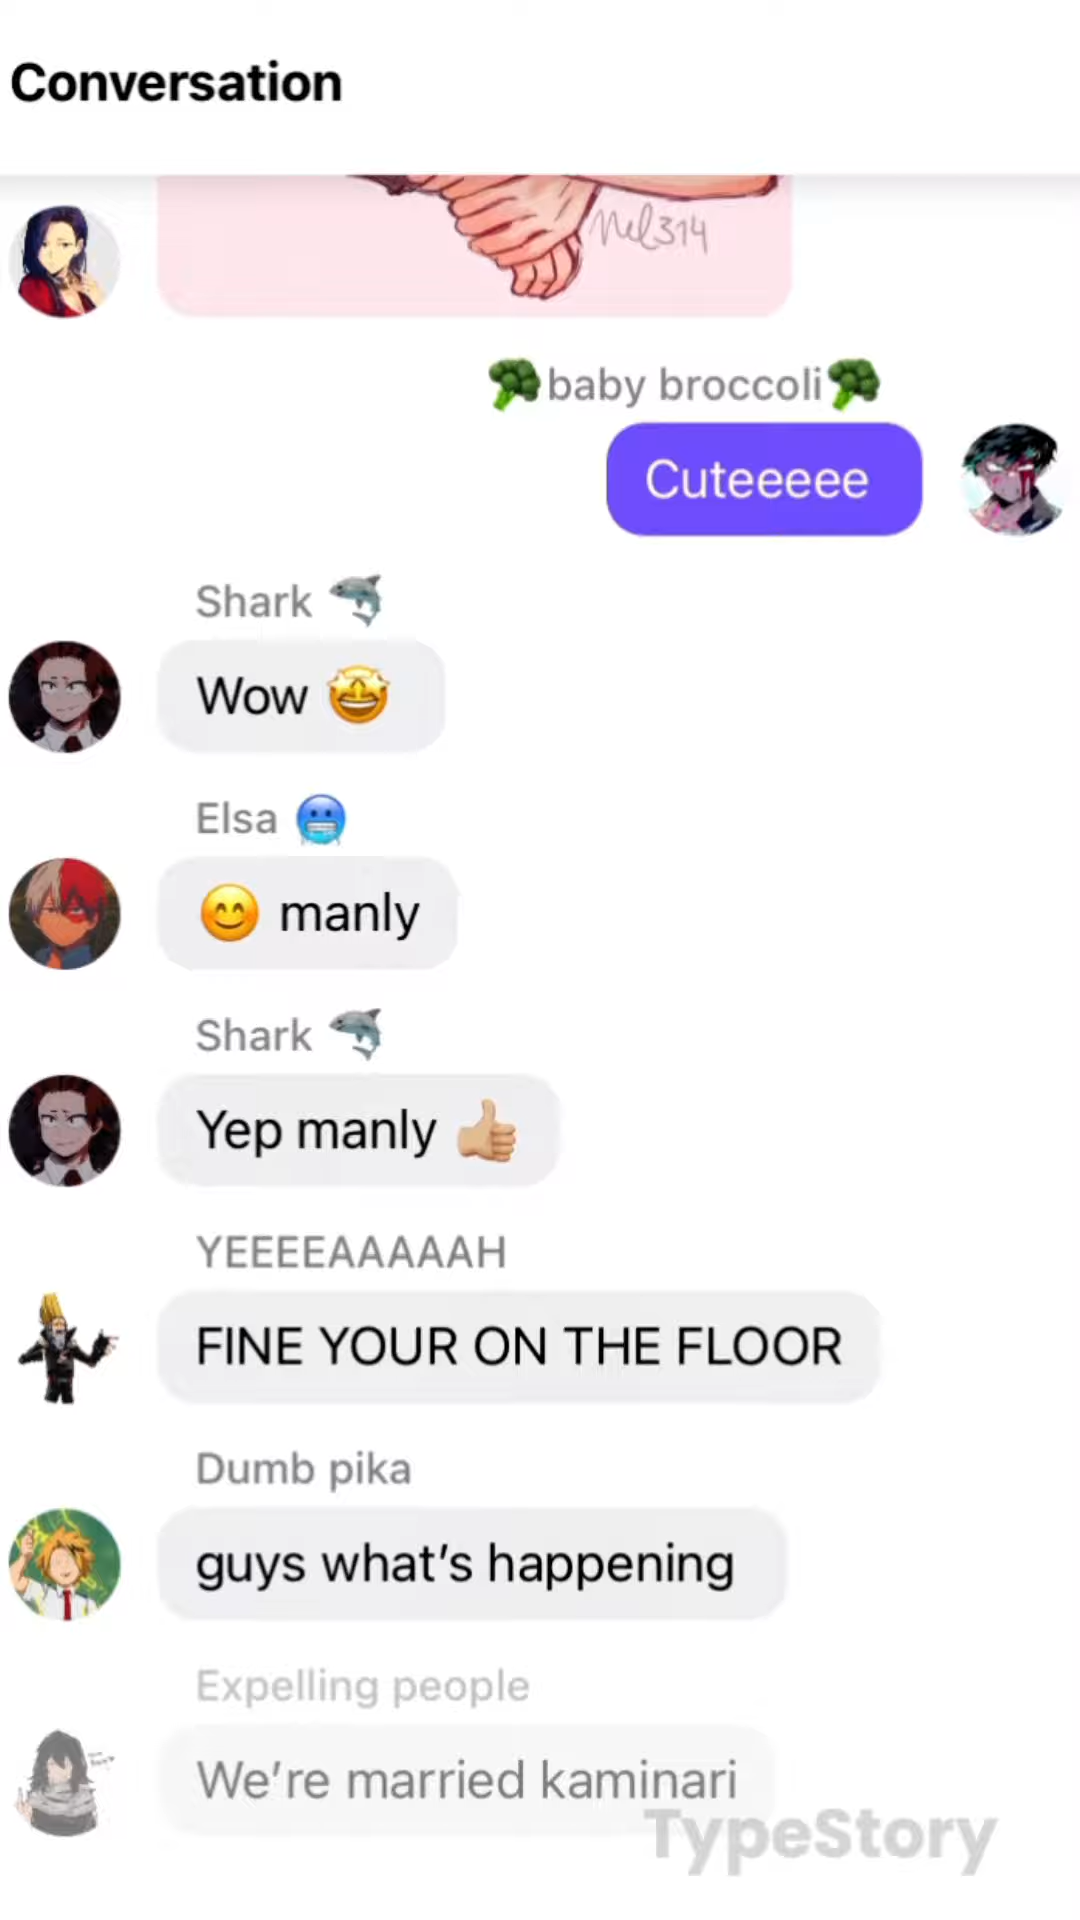 Conversation
Mel314
🥦baby broccoli🥦
Cuteeeee
Shark 🦈
Wow 🤩
Elsa 🥶
😊 manly
Shark 🦈
Yep manly 👍🏼
YEEEEAAAAAH
FINE YOUR ON THE FLOOR
Dumb pika
guys what’s happening
Expelling people
We’re married kaminari
TypeStory